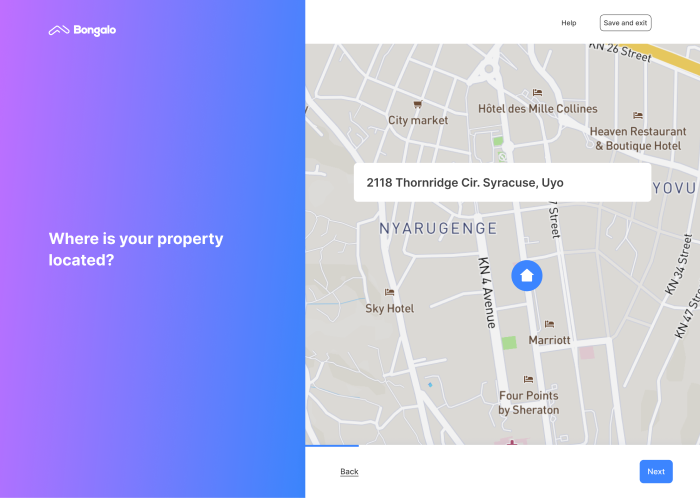 Bongalo
Help
Save and exit
KN 26 Street
City market
Hôtel des Mille Collines
Heaven Restaurant
& Boutique Hotel
2118 Thornridge Cir. Syracuse, Uyo
YOVU
7 Street
NYARUGENGE
Where is your property
located?
KN 34 Street
KN 4 Avenue
KN 47 Street
Sky Hotel
Marriott
Four Points
by Sheraton
Back
Next